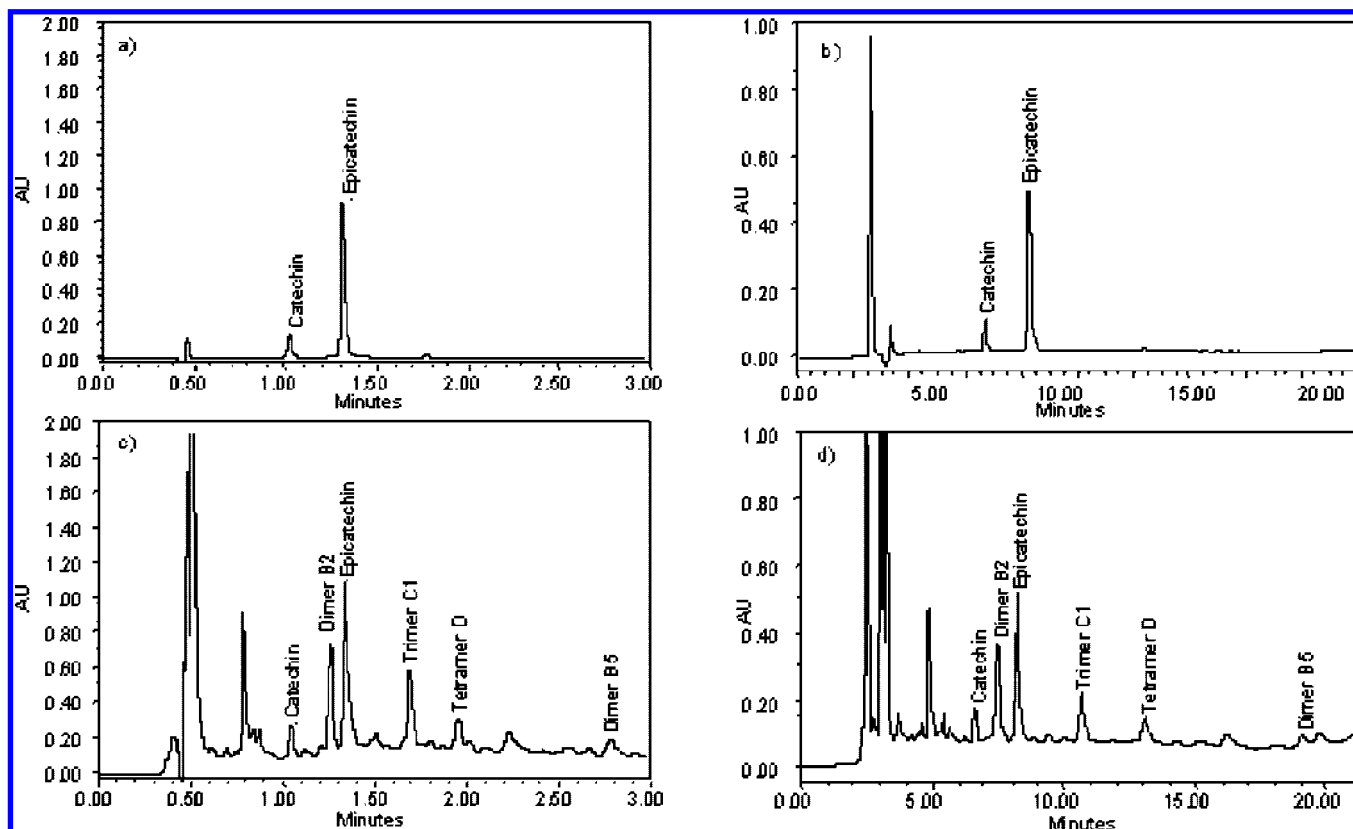 a)
2.00
1.80
1.60
1.40
1.20
1.00
0.80
0.60
0.40
0.20
0.00
AU
Catechin
Epicatechin
0.00 0.50 1.00 1.50 2.00 2.50 3.00
Minutes
b)
1.00
0.80
0.60
0.40
0.20
0.00
AU
Catechin
Epicatechin
0.00 5.00 10.00 15.00 20.00
Minutes
c)
2.00
1.80
1.60
1.40
1.20
1.00
0.80
0.60
0.40
0.20
0.00
AU
Catechin
Dimer B2
Epicatechin
Trimer C1
Tetramer D
Dimer B5
0.00 0.50 1.00 1.50 2.00 2.50 3.00
Minutes
d)
1.00
0.80
0.60
0.40
0.20
0.00
AU
Catechin
Dimer B2
Epicatechin
Trimer C1
Tetramer D
Dimer B5
0.00 5.00 10.00 15.00 20.00
Minutes